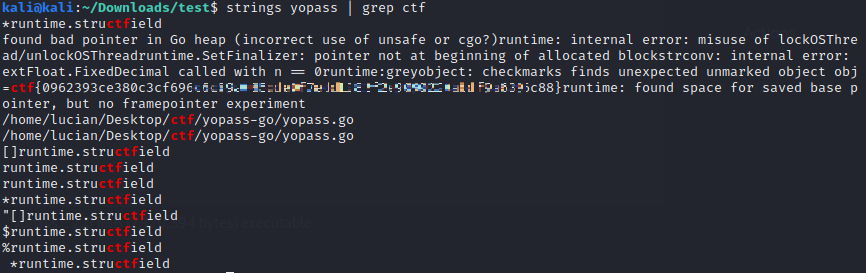 kali@kali:~/Downloads/test$ strings yopass | grep ctf
*runtime.structfield
found bad pointer in Go heap (incorrect use of unsafe or cgo?)runtime: internal error: misuse of lockOSThre
ad/unlockOSThreadruntime.SetFinalizer: pointer not at beginning of allocated blockstrconv: internal error:
extFloat.FixedDecimal called with n == 0runtime:greyobject: checkmarks finds unexpected unmarked object obj
=ctf{0962393ce380c3cf696 5c88}runtime: found space for saved base p
ointer, but no framepointer experiment
/home/lucian/Desktop/ctf/yopass-go/yopass.go
/home/lucian/Desktop/ctf/yopass-go/yopass.go
[]runtime.structfield
runtime.structfield
runtime.structfield
*runtime.structfield
"[]runtime.structfield
$runtime.structfield
%runtime.structfield
*runtime.structfield